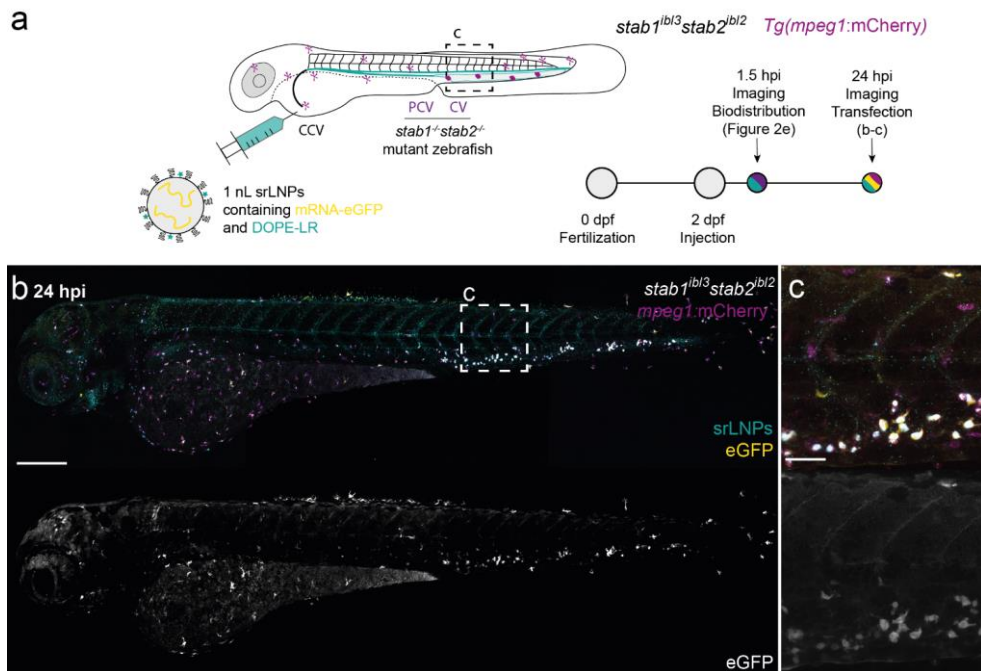 a
stab1ibl3stab2ibl2 Tg(mpeg1:mCherry)
c
CCV
PCV CV
stab1-/-stab2-/-
mutant zebrafish
1 nL srLNPs
containing mRNA-eGFP
and DOPE-LR
1.5 hpi
Imaging
Biodistribution
(Figure 2e)
24 hpi
Imaging
Transfection
(b-c)
0 dpf
Fertilization
2 dpf
Injection
b 24 hpi
stab1ibl3stab2ibl2
mpeg1:mCherry
c
srLNPs
eGFP
eGFP
c